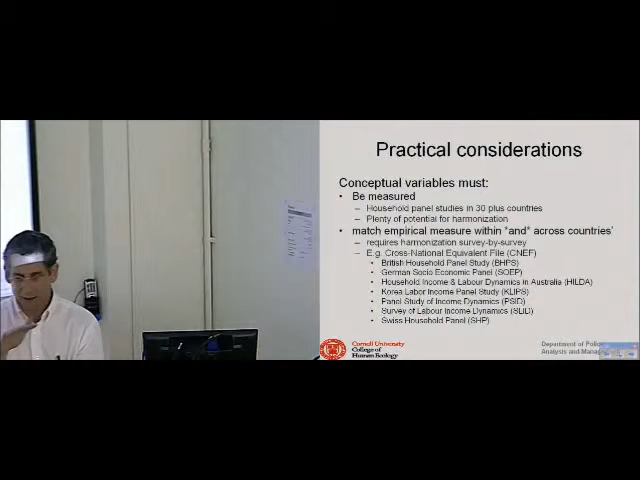 Practical considerations
Conceptual variables must:
• Be measured
– Household panel studies in 30 plus countries
– Plenty of potential for harmonization
• match empirical measure within *and* across countries'
– requires harmonization survey-by-survey
– E.g. Cross-National Equivalent File (CNEF)
• British Household Panel Study (BHPS)
• German Socio Economic Panel (SOEP)
• Household Income & Labour Dynamics in Australia (HILDA)
• Korea Labor Income Panel Study (KLIPS)
• Panel Study of Income Dynamics (PSID)
• Survey of Labour Income Dynamics (SLID)
• Swiss Household Panel (SHP)
Cornell University
College of
Human Ecology
Department of Polic
Analysis and Manag